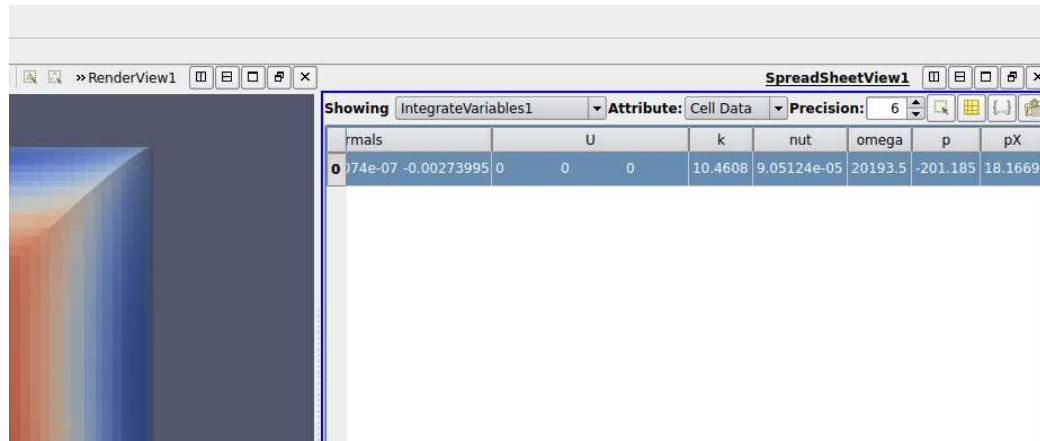 »RenderView1
SpreadSheetView1
Showing IntegrateVariables1 Attribute: Cell Data Precision: 6 {...}
rmals U k nut omega p pX
0 074e-07 -0.00273995 0 0 0 10.4608 9.05124e-05 20193.5 -201.185 18.1669